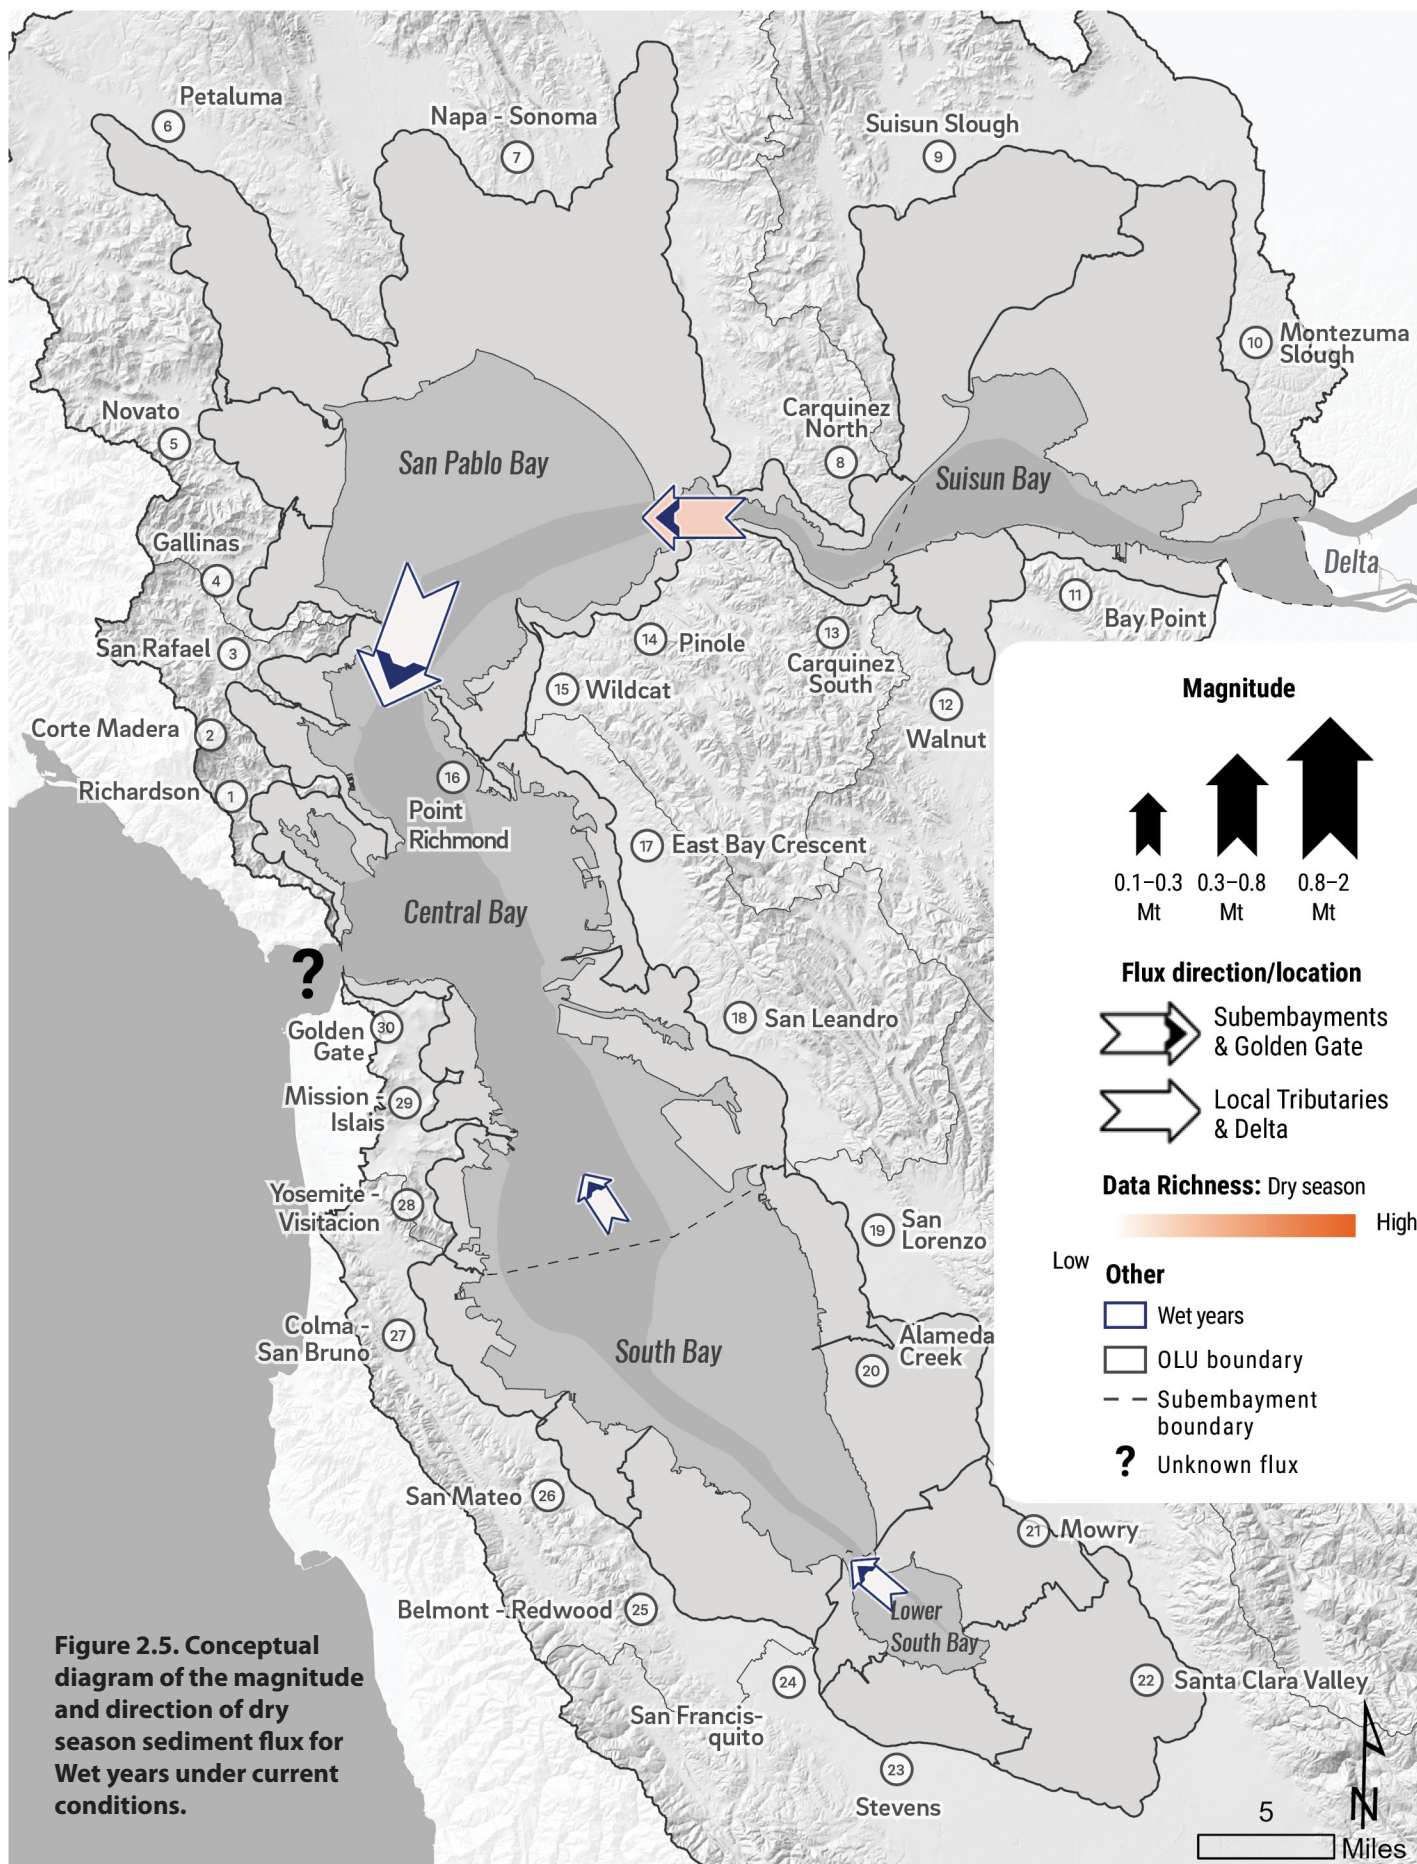 Petaluma
6
Napa - Sonoma
7
Suisun Slough
9
10
Montezuma
Slough
Novato
5
Carquinez
North
8
San Pablo Bay
Suisun Bay
Gallinas
4
Delta
11
Bay Point
San Rafael
3
14
Pinole
13
Carquinez
South
15
Wildcat
12
Walnut
Corte Madera
2
Richardson
1
16
Point
Richmond
17
East Bay Crescent
Central Bay
?
18
San Leandro
30
Golden
Gate
Mission -
Islais
29
Yosemite -
Visitacion
28
19
San
Lorenzo
Colma -
San Bruno
27
South Bay
Alameda
Creek
20
San Mateo
26
21
Mowry
Belmont - Redwood
25
Lower
South Bay
24
San Francis-
quito
22
Santa Clara Valley
23
Stevens
Magnitude
0.1–0.3
Mt
0.3–0.8
Mt
0.8–2
Mt
Flux direction/location
Subembayments
& Golden Gate
Local Tributaries
& Delta
Data Richness: Dry season
High
Low
Other
Wet years
OLU boundary
Subembayment
boundary
?
Unknown flux
Figure 2.5. Conceptual
diagram of the magnitude
and direction of dry
season sediment flux for
Wet years under current
conditions.
N
5
Miles